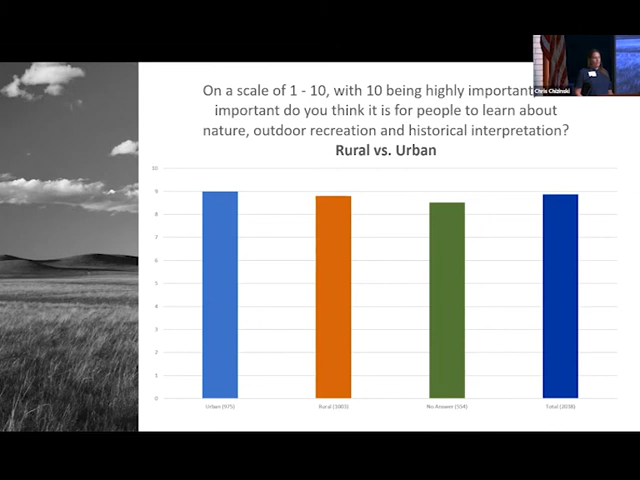 On a scale of 1 - 10, with 10 being highly important
important do you think it is for people to learn about
nature, outdoor recreation and historical interpretation?
Rural vs. Urban
Chris Chizinski
10
9
8
7
6
5
4
3
2
1
0
Urban (975)
Rural (1003)
No Answer (554)
Total (2038)